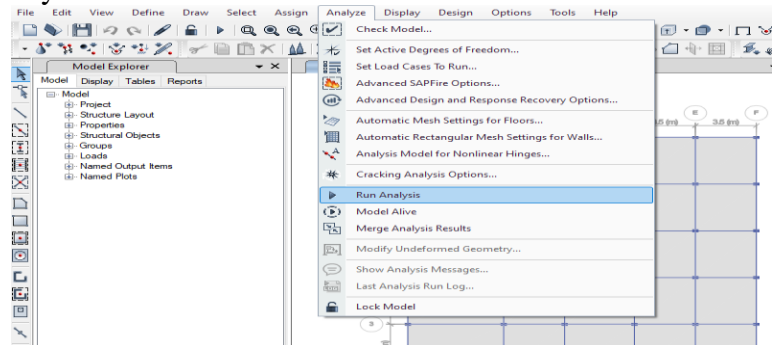 File Edit View Define Draw Select Assign Analyze Display Design Options Tools Help
Model Explorer
Model Display Tables Reports
Model
Project
Structure Layout
Properties
Structural Objects
Groups
Loads
Named Output Items
Named Plots
Check Model...
Set Active Degrees of Freedom...
Set Load Cases To Run...
Advanced SAPFire Options...
Advanced Design and Response Recovery Options...
Automatic Mesh Settings for Floors...
Automatic Rectangular Mesh Settings for Walls...
Analysis Model for Nonlinear Hinges...
Cracking Analysis Options...
Run Analysis
Model Alive
Merge Analysis Results
Modify Undeformed Geometry...
Show Analysis Messages...
Last Analysis Run Log...
Lock Model
E F
3.5 (m)
3